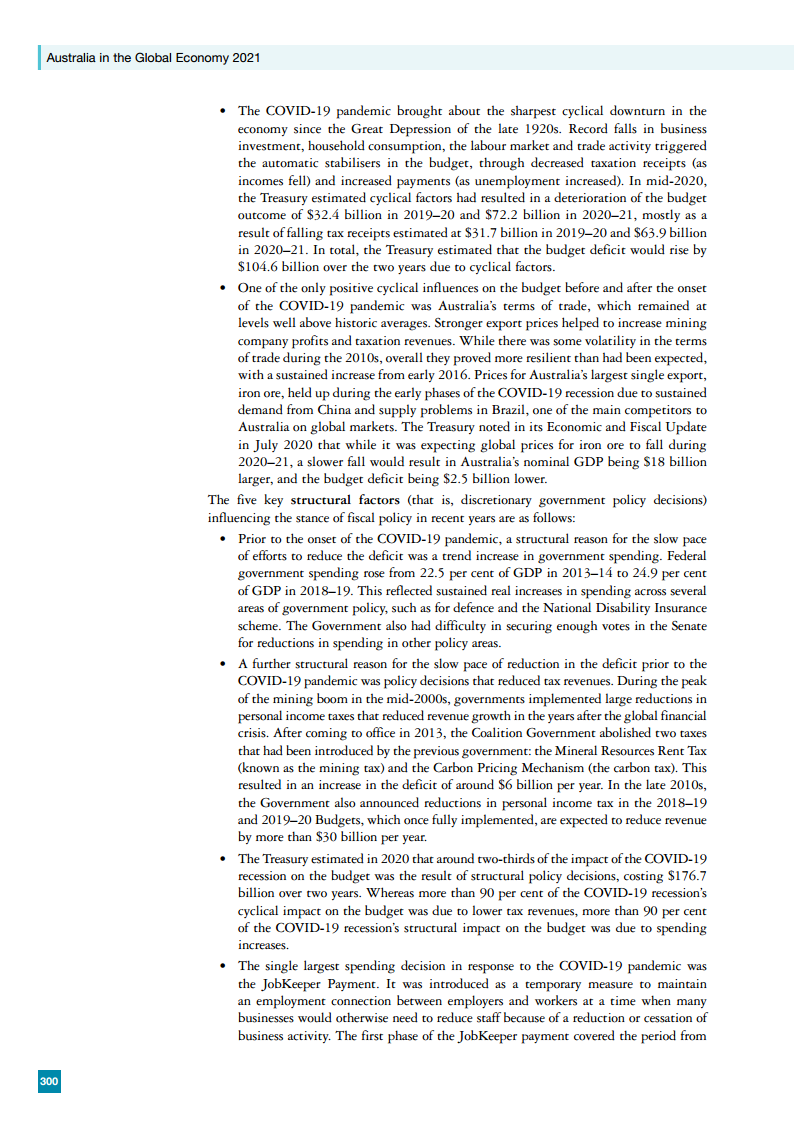 Australia in the Global Economy 2021
• The COVID-19 pandemic brought about the sharpest cyclical downturn in the
economy since the Great Depression of the late 1920s. Record falls in business
investment, household consumption, the labour market and trade activity triggered
the automatic stabilisers in the budget, through decreased taxation receipts (as
incomes fell) and increased payments (as unemployment increased). In mid-2020,
the Treasury estimated cyclical factors had resulted in a deterioration of the budget
outcome of $32.4 billion in 2019–20 and $72.2 billion in 2020–21, mostly as a
result of falling tax receipts estimated at $31.7 billion in 2019–20 and $63.9 billion
in 2020–21. In total, the Treasury estimated that the budget deficit would rise by
$104.6 billion over the two years due to cyclical factors.
• One of the only positive cyclical influences on the budget before and after the onset
of the COVID-19 pandemic was Australia's terms of trade, which remained at
levels well above historic averages. Stronger export prices helped to increase mining
company profits and taxation revenues. While there was some volatility in the terms
of trade during the 2010s, overall they proved more resilient than had been expected,
with a sustained increase from early 2016. Prices for Australia's largest single export,
iron ore, held up during the early phases of the COVID-19 recession due to sustained
demand from China and supply problems in Brazil, one of the main competitors to
Australia on global markets. The Treasury noted in its Economic and Fiscal Update
in July 2020 that while it was expecting global prices for iron ore to fall during
2020–21, a slower fall would result in Australia's nominal GDP being $18 billion
larger, and the budget deficit being $2.5 billion lower.
The five key structural factors (that is, discretionary government policy decisions)
influencing the stance of fiscal policy in recent years are as follows:
• Prior to the onset of the COVID-19 pandemic, a structural reason for the slow pace
of efforts to reduce the deficit was a trend increase in government spending. Federal
government spending rose from 22.5 per cent of GDP in 2013–14 to 24.9 per cent
of GDP in 2018–19. This reflected sustained real increases in spending across several
areas of government policy, such as for defence and the National Disability Insurance
scheme. The Government also had difficulty in securing enough votes in the Senate
for reductions in spending in other policy areas.
• A further structural reason for the slow pace of reduction in the deficit prior to the
COVID-19 pandemic was policy decisions that reduced tax revenues. During the peak
of the mining boom in the mid-2000s, governments implemented large reductions in
personal income taxes that reduced revenue growth in the years after the global financial
crisis. After coming to office in 2013, the Coalition Government abolished two taxes
that had been introduced by the previous government: the Mineral Resources Rent Tax
(known as the mining tax) and the Carbon Pricing Mechanism (the carbon tax). This
resulted in an increase in the deficit of around $6 billion per year. In the late 2010s,
the Government also announced reductions in personal income tax in the 2018–19
and 2019–20 Budgets, which once fully implemented, are expected to reduce revenue
by more than $30 billion per year.
• The Treasury estimated in 2020 that around two-thirds of the impact of the COVID-19
recession on the budget was the result of structural policy decisions, costing $176.7
billion over two years. Whereas more than 90 per cent of the COVID-19 recession's
cyclical impact on the budget was due to lower tax revenues, more than 90 per cent
of the COVID-19 recession's structural impact on the budget was due to spending
increases.
• The single largest spending decision in response to the COVID-19 pandemic was
the JobKeeper Payment. It was introduced as a temporary measure to maintain
an employment connection between employers and workers at a time when many
businesses would otherwise need to reduce staff because of a reduction or cessation of
business activity. The first phase of the JobKeeper payment covered the period from
300